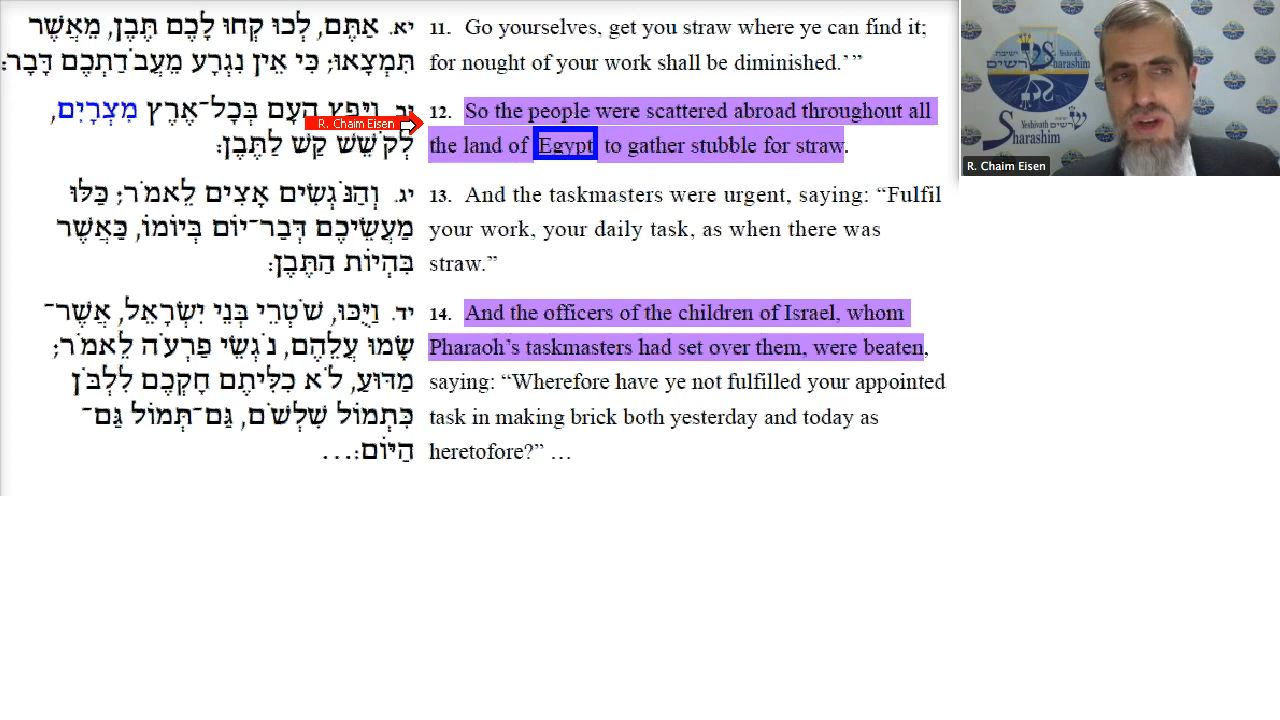 יא. אַתֶּם, לְכוּ קְחוּ לָכֶם תֶּבֶן, מֵאֲשֶׁר
תִּמְצָאוּ; כִּי אֵין נִגְרָע מֵעֲבֹדַתְכֶם דָּבָר:
יב. וַיָּפֶץ הָעָם בְּכָל־אֶרֶץ מִצְרָיִם,
לְקֹשֵׁשׁ קַשׁ לַתֶּבֶן:
יג. וְהַנֹּגְשִׂים אָצִים לֵאמֹר; כַּלּוּ
מַעֲשֵׂיכֶם דְּבַר־יוֹם בְּיוֹמוֹ, כַּאֲשֶׁר
בִּהְיוֹת הַתֶּבֶן:
יד. וַיֻּכּוּ, שֹׁטְרֵי בְּנֵי יִשְׂרָאֵל, אֲשֶׁר־
שָׂמוּ עֲלֵהֶם, נֹגְשֵׂי פַרְעֹה לֵאמֹר;
מַדּוּעַ, לֹא כִלִּיתֶם חָקְכֶם לִלְבֹּן
כִּתְמוֹל שִׁלְשֹׁם, גַּם־תְּמוֹל גַּם־
הַיּוֹם:...
11. Go yourselves, get you straw where ye can find it;
for nought of your work shall be diminished.’”
12. So the people were scattered abroad throughout all
the land of Egypt to gather stubble for straw.
13. And the taskmasters were urgent, saying: “Fulfil
your work, your daily task, as when there was
straw.”
14. And the officers of the children of Israel, whom
Pharaoh’s taskmasters had set over them, were beaten,
saying: “Wherefore have ye not fulfilled your appointed
task in making brick both yesterday and today as
heretofore?” …
R. Chaim Eisen
ישיבת
שרשים
Yeshivath
Sharashim
R. Chaim Eisen